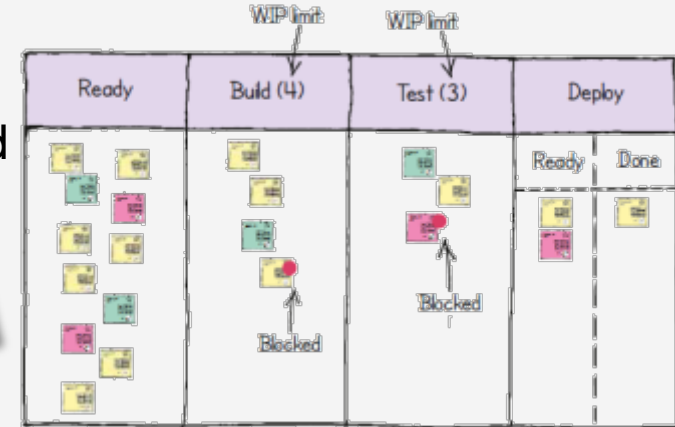 WIP limit
WIP limit
Ready
Build (4)
Test (3)
Deploy
Ready
Done
Blocked
Blocked